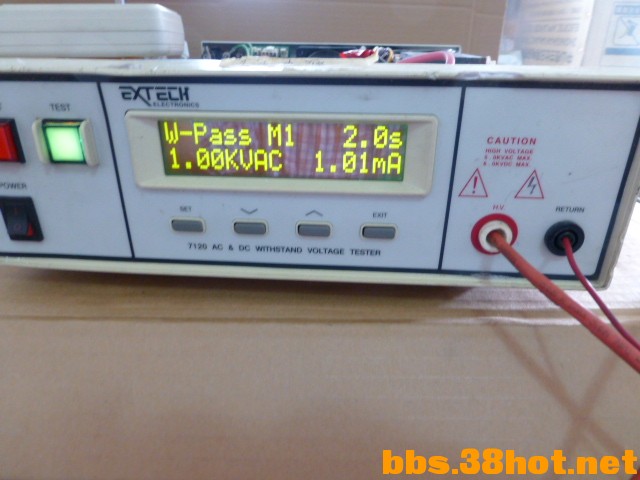 EXTECH
ELECTRONICS
TEST
W-Pass M1 2.0s
1.00KVAC 1.01mA
POWER
SET
EXIT
7120 AC & DC WITHSTAND VOLTAGE TESTER
CAUTION
HIGH VOLTAGE
HV
RETURN
bbs.38hot.net